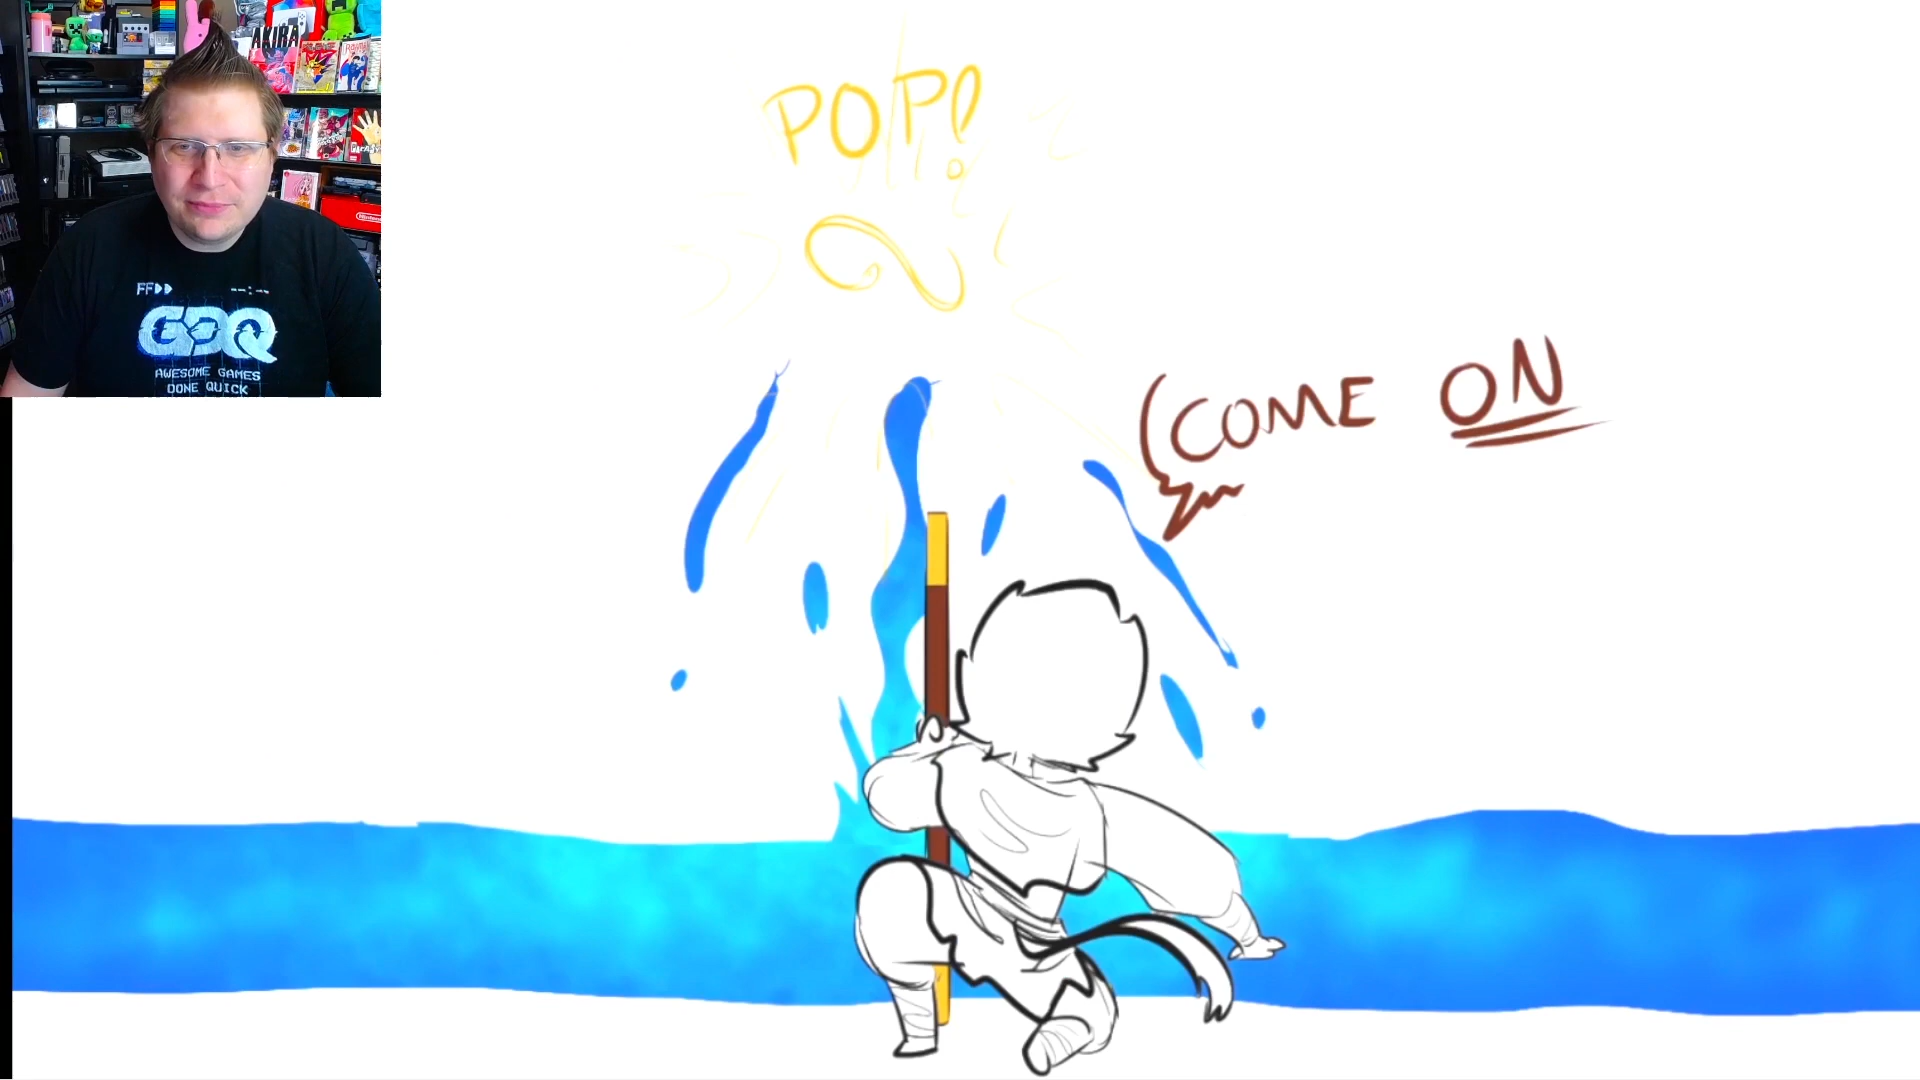 AKIRA
FF
GDQ
AWESOME GAMES
DONE QUICK
POP!
COME ON